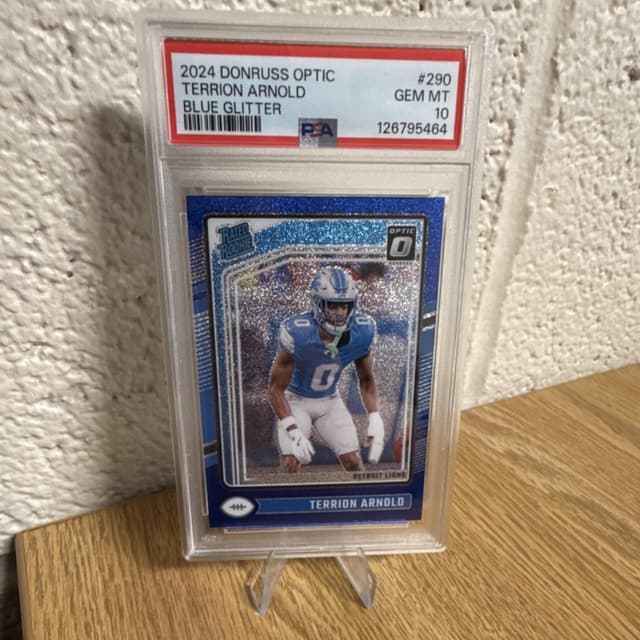 2024 DONRUSS OPTIC #290
TERRION ARNOLD GEM MT
BLUE GLITTER 10
PSA 126795464
RATED ROOKIE
OPTIC
0
DETROIT LIONS
TERRION ARNOLD